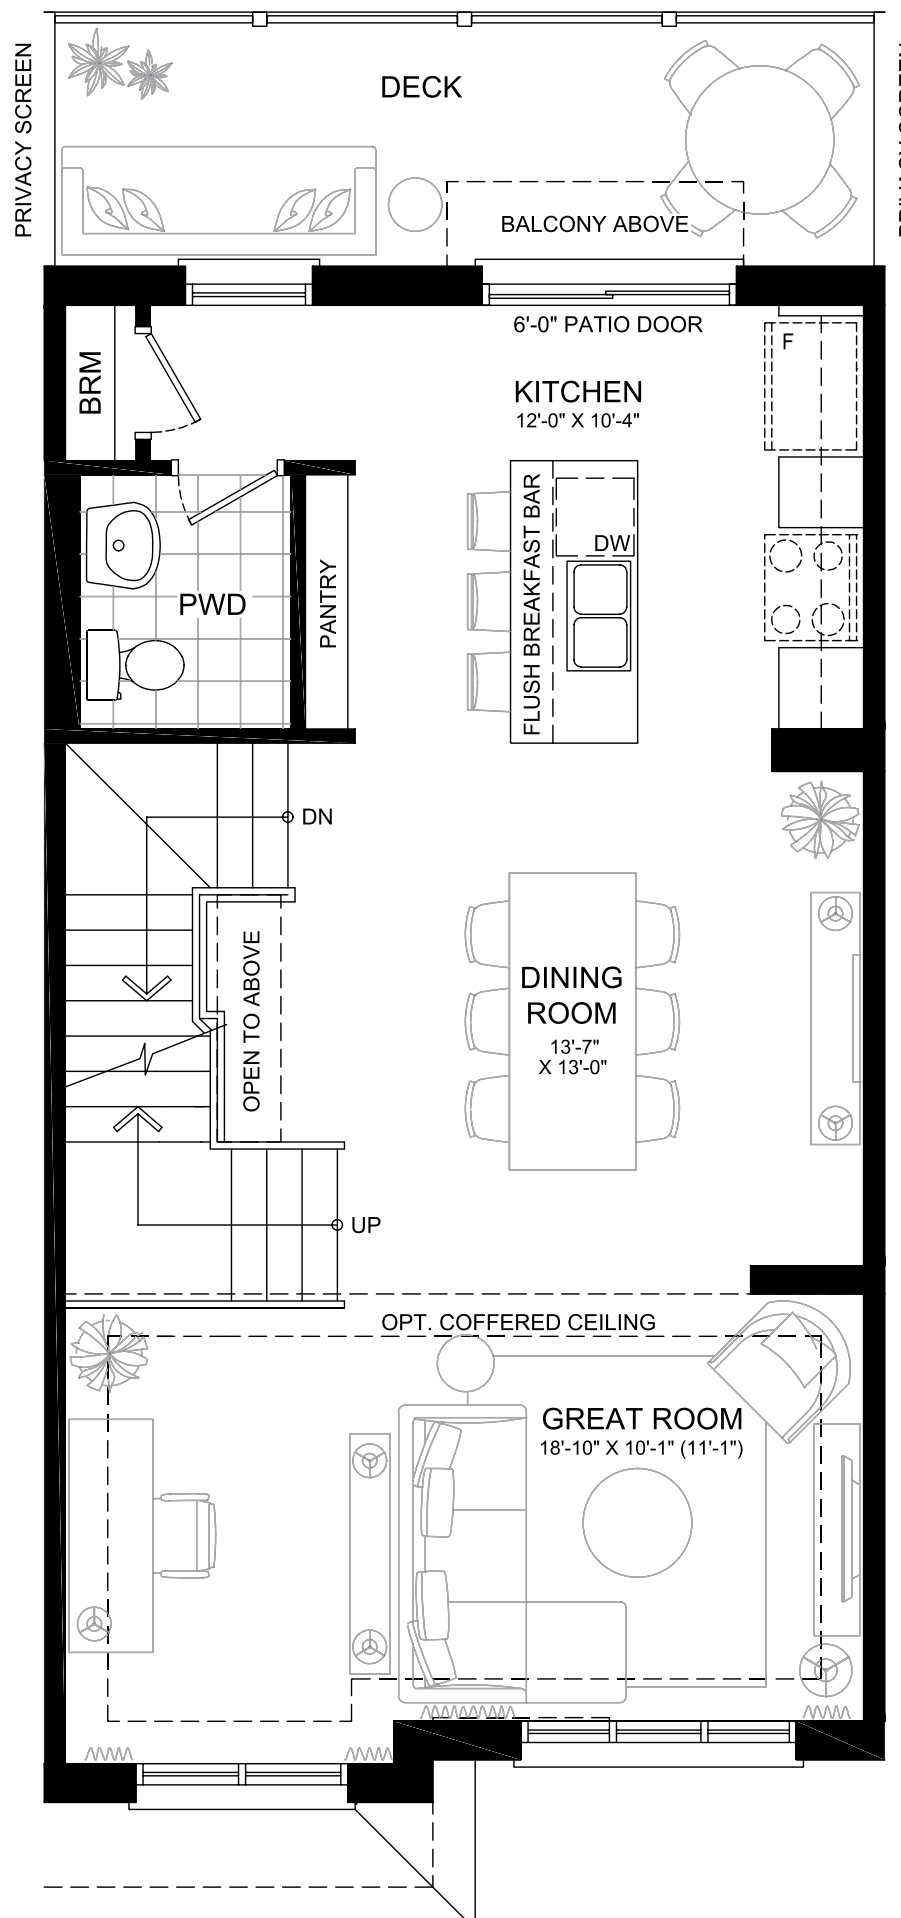 PRIVACY SCREEN
DECK
BALCONY ABOVE
6'-0" PATIO DOOR
F
BRM
KITCHEN
12'-0" X 10'-4"
FLUSH BREAKFAST BAR
DW
PWD
PANTRY
DN
OPEN TO ABOVE
DINING
ROOM
13'-7"
X 13'-0"
UP
OPT. COFFERED CEILING
GREAT ROOM
18'-10" X 10'-1" (11'-1")